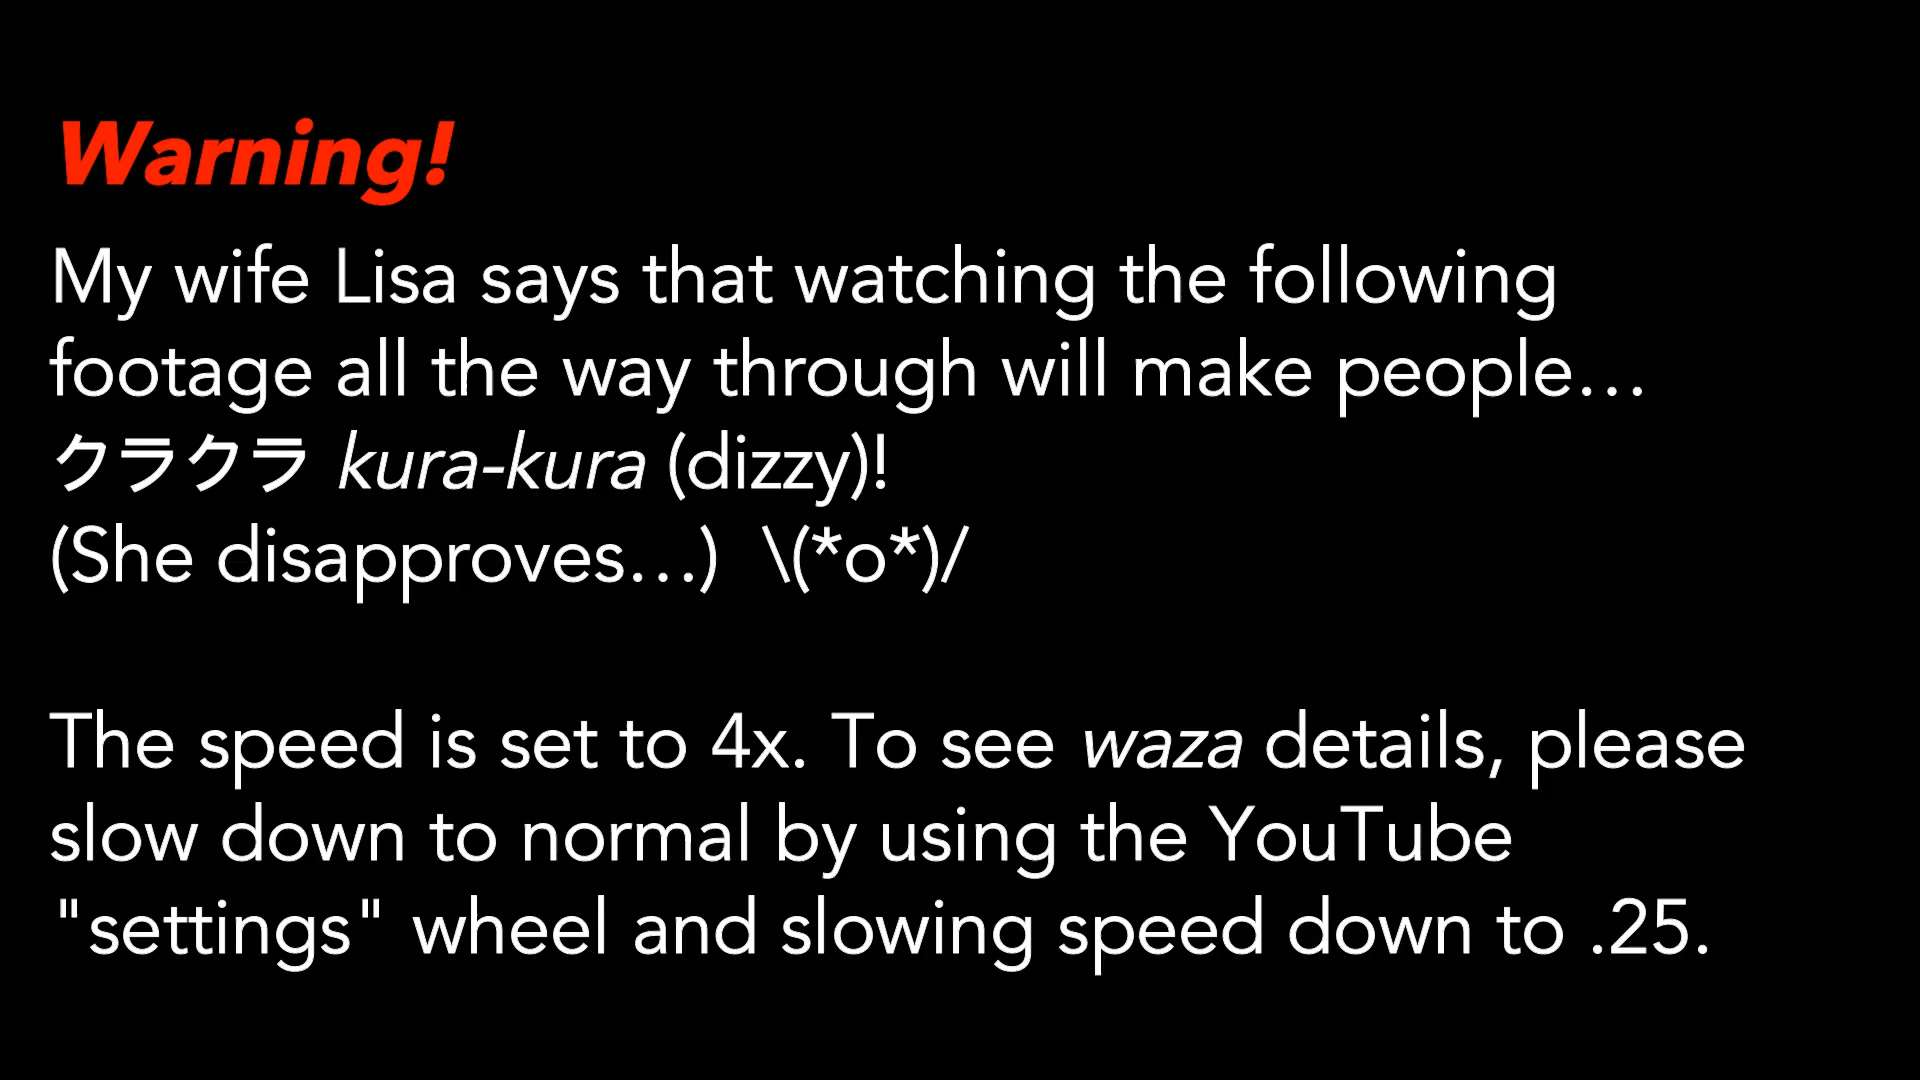 Warning!
My wife Lisa says that watching the following
footage all the way through will make people…
クラクラ kura-kura (dizzy)!
(She disapproves…)  \(*o*)/
The speed is set to 4x. To see waza details, please
slow down to normal by using the YouTube
"settings" wheel and slowing speed down to .25.